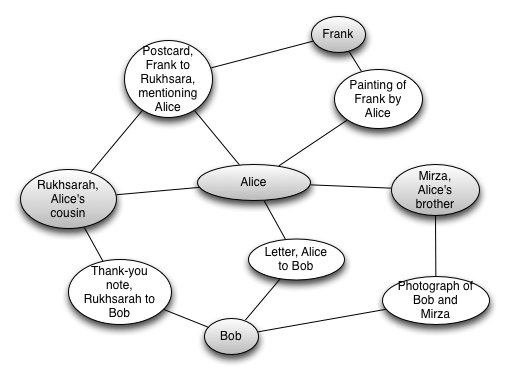 Frank
Postcard,
Frank to
Rukhsara,
mentioning
Alice
Painting of
Frank by
Alice
Rukhsarah,
Alice's
cousin
Alice
Mirza,
Alice's
brother
Letter, Alice
to Bob
Thank-you
note,
Rukhsarah to
Bob
Photograph of
Bob and
Mirza
Bob